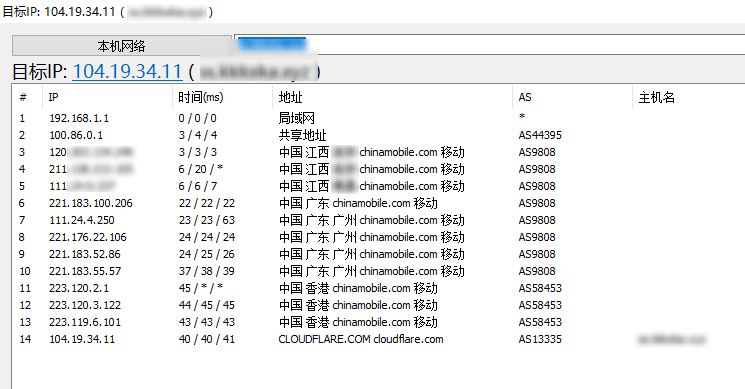 目标IP: 104.19.34.11 ( )
本机网络
目标IP: 104.19.34.11 ( )
# IP 时间(ms) 地址 AS 主机名
1 192.168.1.1 0 / 0 / 0 局域网 *
2 100.86.0.1 3 / 4 / 4 共享地址 AS44395
3 120 3 / 3 / 3 中国 江西 chinamobile.com 移动 AS9808
4 211 6 / 20 / * 中国 江西 chinamobile.com 移动 AS9808
5 111 6 / 6 / 7 中国 江西 chinamobile.com 移动 AS9808
6 221.183.100.206 22 / 22 / 22 中国 广东 chinamobile.com 移动 AS9808
7 111.24.4.250 23 / 23 / 63 中国 广东 广州 chinamobile.com 移动 AS9808
8 221.176.22.106 24 / 24 / 24 中国 广东 广州 chinamobile.com 移动 AS9808
9 221.183.52.86 24 / 25 / 26 中国 广东 广州 chinamobile.com 移动 AS9808
10 221.183.55.57 37 / 38 / 39 中国 广东 广州 chinamobile.com 移动 AS9808
11 223.120.2.1 45 / * / * 中国 香港 chinamobile.com 移动 AS58453
12 223.120.3.122 44 / 45 / 45 中国 香港 chinamobile.com 移动 AS58453
13 223.119.6.101 43 / 43 / 43 中国 香港 chinamobile.com 移动 AS58453
14 104.19.34.11 40 / 40 / 41 CLOUDFLARE.COM cloudflare.com AS13335